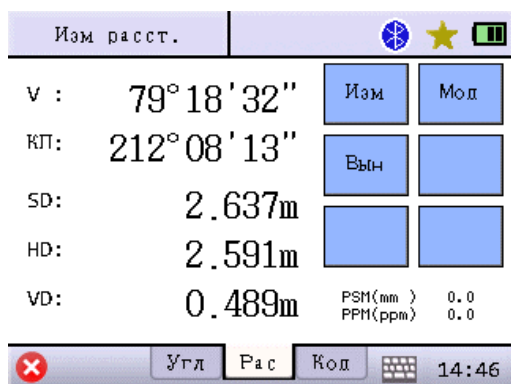 Изм расст.
V : 79°18'32"
КП: 212°08'13"
SD: 2.637m
HD: 2.591m
VD: 0.489m
Изм Мод
Вын
PSM(mm ) 0.0
PPM(ppm) 0.0
Угл Рас Коп 14:46